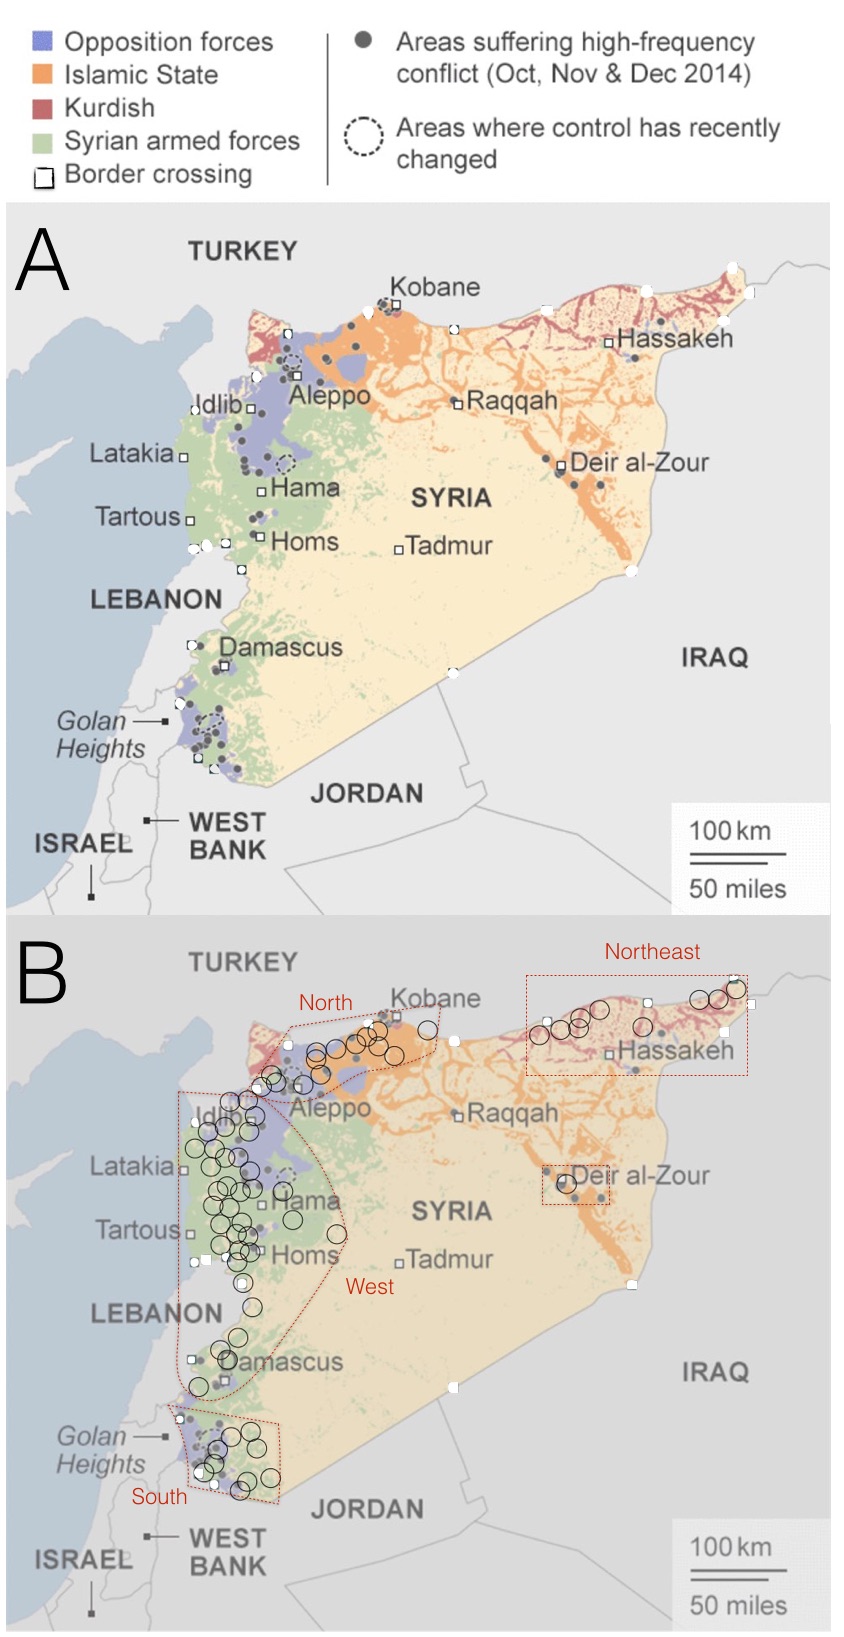 Opposition forces
Islamic State
Kurdish
Syrian armed forces
Border crossing
Areas suffering high-frequency
conflict (Oct, Nov & Dec 2014)
Areas where control has recently
changed
A
TURKEY
Kobane
Hassakeh
Aleppo
Idlib
Raqqah
Latakia
Deir al-Zour
Hama
SYRIA
Tartous
Homs
Tadmur
LEBANON
Damascus
IRAQ
Golan
Heights
JORDAN
WEST
BANK
ISRAEL
100 km
50 miles
B
TURKEY
Northeast
North
Kobane
Hassakeh
Aleppo
Idlib
Raqqah
Latakia
Deir al-Zour
Hama
SYRIA
Tartous
Homs
Tadmur
West
LEBANON
Damascus
IRAQ
Golan
Heights
South
JORDAN
WEST
BANK
ISRAEL
100 km
50 miles